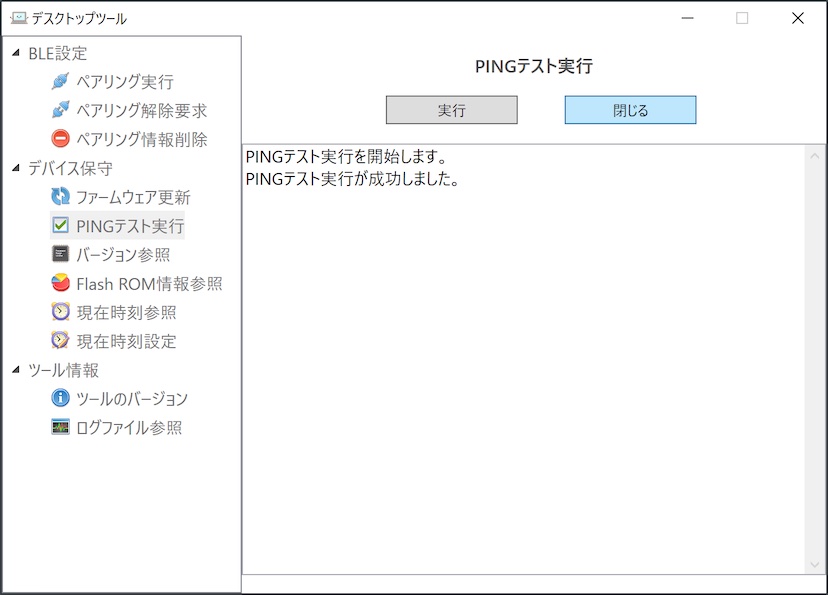 デスクトップツール
BLE設定
ペアリング実行
ペアリング解除要求
ペアリング情報削除
デバイス保守
ファームウェア更新
PINGテスト実行
バージョン参照
Flash ROM情報参照
現在時刻参照
現在時刻設定
ツール情報
ツールのバージョン
ログファイル参照
PINGテスト実行
実行
閉じる
PINGテスト実行を開始します。
PINGテスト実行が成功しました。